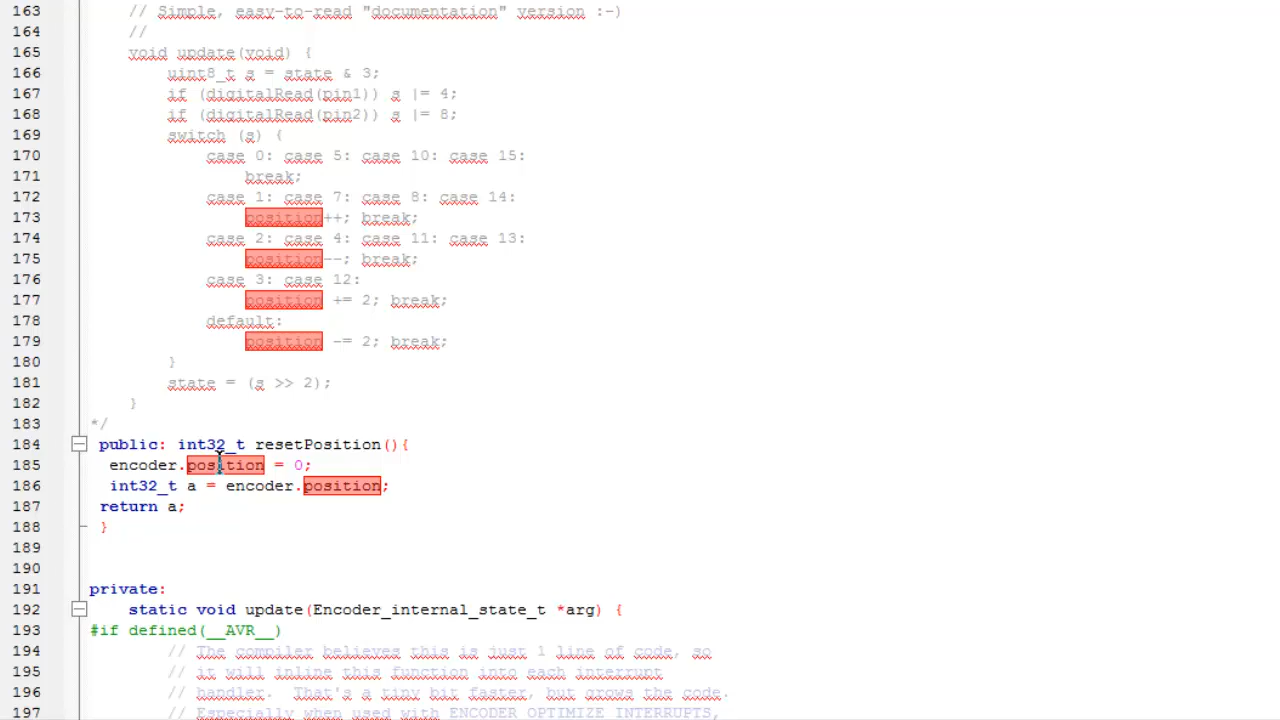 163 // Simple, easy-to-read "documentation" version :-)
164 //
165 void update(void) {
166 uint8_t s = state & 3;
167 if (digitalRead(pin1)) s |= 4;
168 if (digitalRead(pin2)) s |= 8;
169 switch (s) {
170 case 0: case 5: case 10: case 15:
171 break;
172 case 1: case 7: case 8: case 14:
173 position++; break;
174 case 2: case 4: case 11: case 13:
175 position--; break;
176 case 3: case 12:
177 position += 2; break;
178 default:
179 position -= 2; break;
180 }
181 state = (s >> 2);
182 }
183 */
184 public: int32_t resetPosition(){
185 encoder.position = 0;
186 int32_t a = encoder.position;
187 return a;
188 }
189
190
191 private:
192 static void update(Encoder_internal_state_t *arg) {
193 #if defined(__AVR__)
194 // The compiler believes this is just 1 line of code, so
195 // it will inline this function into each interrupt
196 // handler. That's a tiny bit faster, but grows the code.
197 // Especially when used with ENCODER_OPTIMIZE_INTERRUPTS,